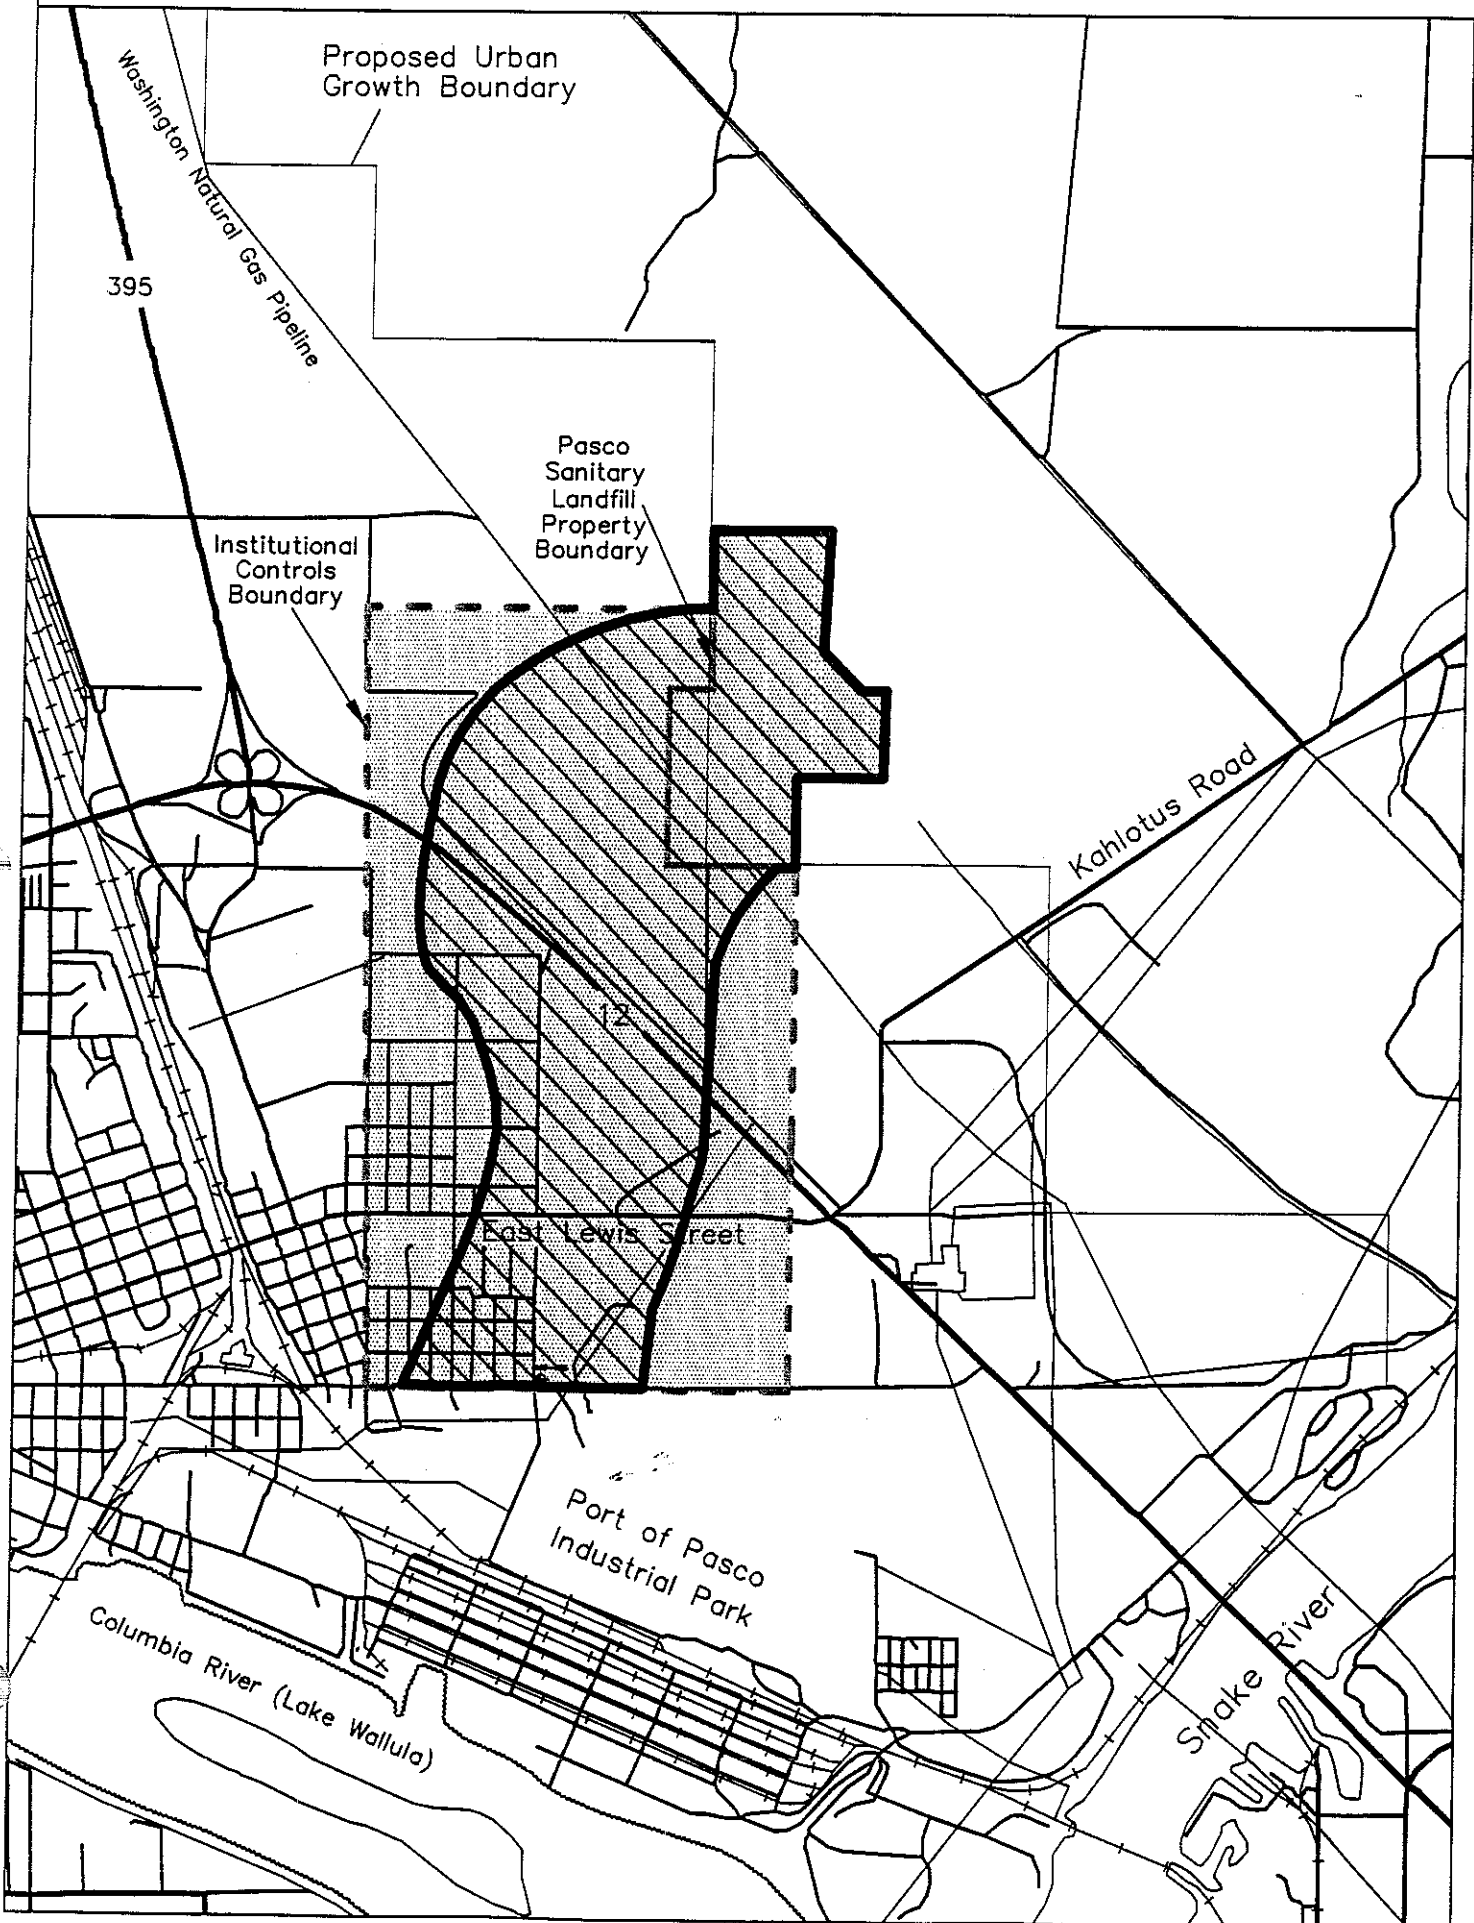 Proposed Urban
Growth Boundary
Washington Natural Gas Pipeline
395
Pasco
Sanitary
Landfill
Property
Boundary
Institutional
Controls
Boundary
Kahlotus Road
12
East Lewis Street
Port of Pasco
Industrial Park
Columbia River (Lake Wallula)
Snake River